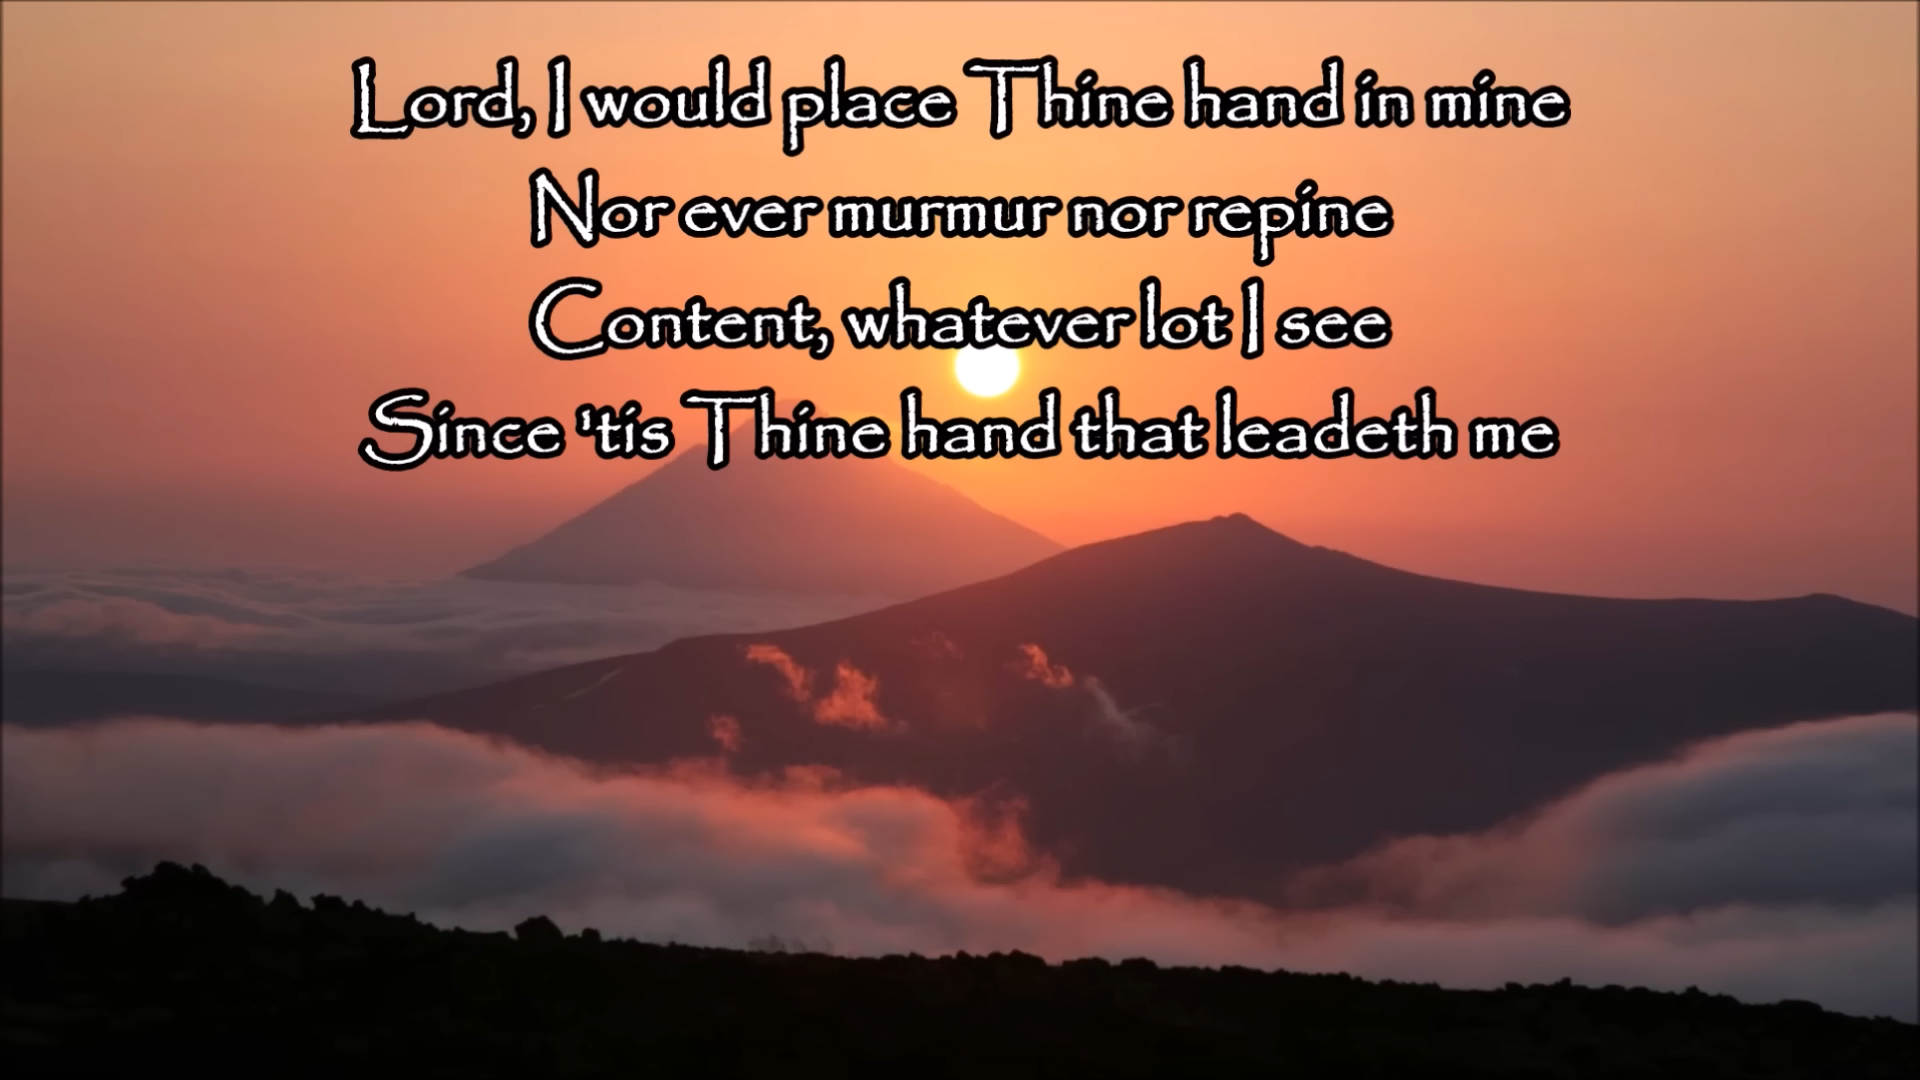 Lord, I would place Thine hand in mine
Nor ever murmur nor repine
Content, whatever lot I see
Since 'tis Thine hand that leadeth me